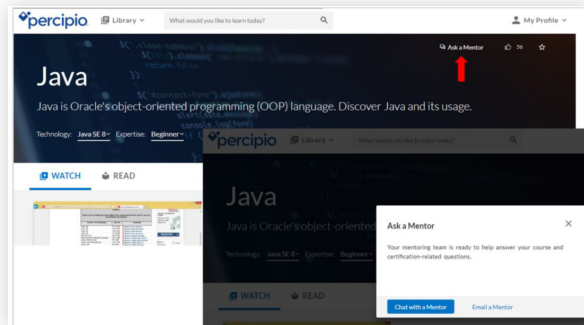 percipio Library What would you like to learn today? My Profile
Ask a Mentor 56
Java
Java is Oracle's object-oriented programming (OOP) language. Discover Java and its usage.
Technology: Java SE 8 Expertise: Beginner
WATCH READ
percipio Library What would you like to learn today?
Java
Java is Oracle's object-oriented
Technology: Java SE 8 Expertise: Beginner
WATCH READ
Ask a Mentor
Your mentoring team is ready to help answer your course and
certification-related questions.
Chat with a Mentor Email a Mentor